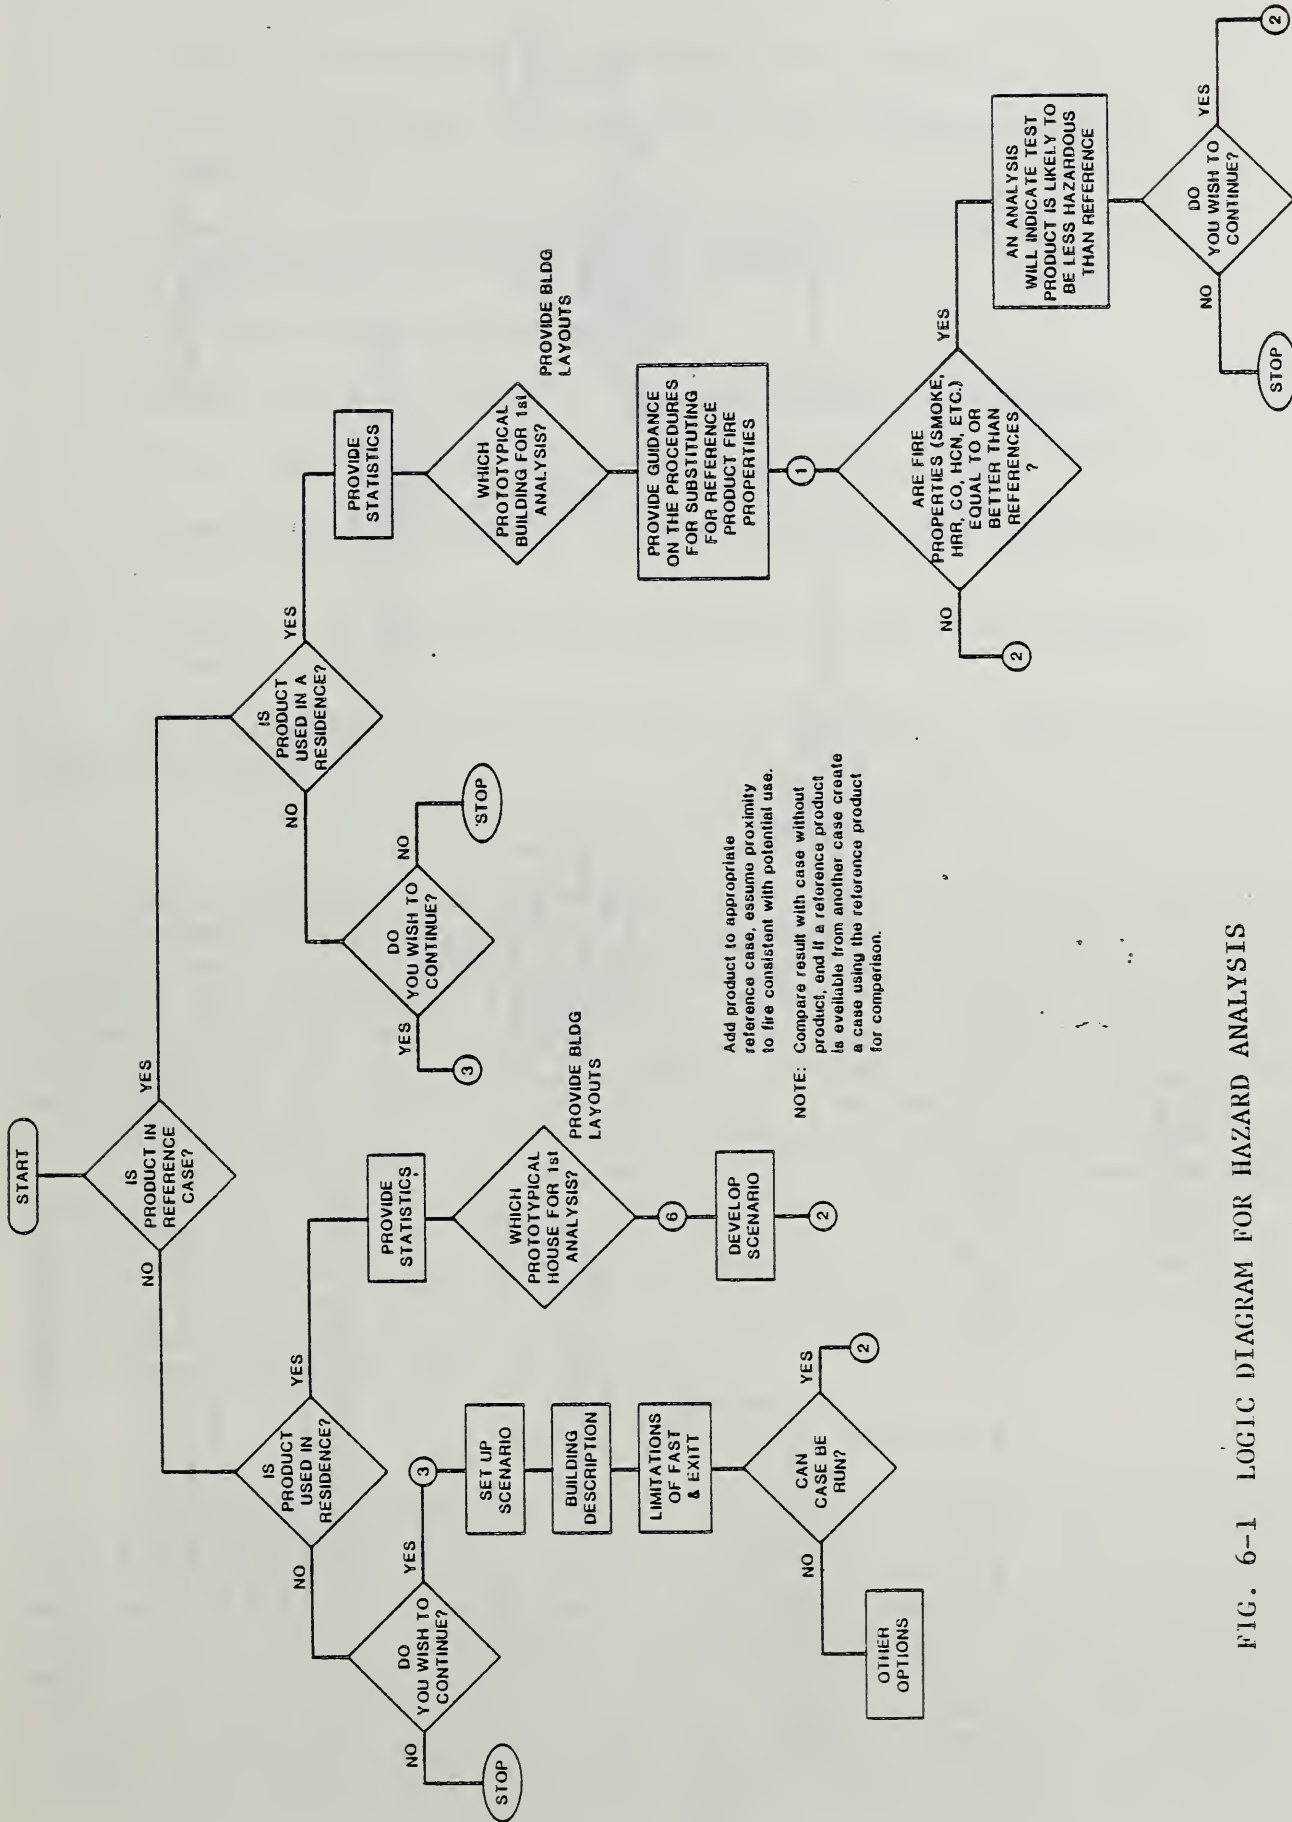 START
IS
PRODUCT IN
REFERENCE
CASE?
NO
YES
IS
PRODUCT
USED IN
RESIDENCE?
NO
YES
DO
YOU WISH TO
CONTINUE?
NO
STOP
YES
3
SET UP
SCENARIO
BUILDING
DESCRIPTION
LIMITATIONS
OF FAST
& EXITT
CAN
CASE BE
RUN?
NO
OTHER
OPTIONS
YES
2
PROVIDE
STATISTICS
WHICH
PROTOTYPICAL
HOUSE FOR 1st
ANALYSIS?
PROVIDE BLDG
LAYOUTS
6
DEVELOP
SCENARIO
2
IS
PRODUCT
USED IN A
RESIDENCE?
NO
YES
DO
YOU WISH TO
CONTINUE?
YES
3
NO
STOP
Add product to appropriate
reference case, assume proximity
to fire consistent with potential use.
NOTE: Compare result with case without
product, and if a reference product
is available from another case create
a case using the reference product
for comparison.
PROVIDE
STATISTICS
WHICH
PROTOTYPICAL
BUILDING FOR 1st
ANALYSIS?
PROVIDE BLDG
LAYOUTS
PROVIDE GUIDANCE
ON THE PROCEDURES
FOR SUBSTITUTING
FOR REFERENCE
PRODUCT FIRE
PROPERTIES
1
ARE FIRE
PROPERTIES (SMOKE,
HRR, CO, HCN, ETC.)
EQUAL TO OR
BETTER THAN
REFERENCES
?
NO
2
YES
AN ANALYSIS
WILL INDICATE TEST
PRODUCT IS LIKELY TO
BE LESS HAZARDOUS
THAN REFERENCE
DO
YOU WISH TO
CONTINUE?
NO
STOP
YES
2
FIG. 6-1 LOGIC DIAGRAM FOR HAZARD ANALYSIS